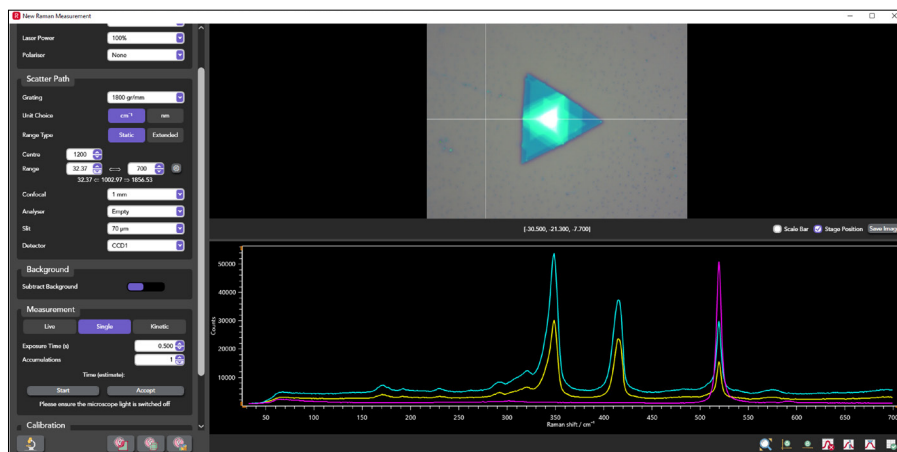 New Raman Measurement
Laser Power 100%
Polarisor None
Scatter Path
Grating 1800 gr/mm
Unit Choice cm⁻¹ nm
Range Type Static Extended
Centre 1200
Range 32.37 700
32.37 1002.97 1856.53
Confocal 1 mm
Analyser Empty
Slit 70 µm
Detector CCD1
Background
Subtract Background
Measurement
Live Single Kinetic
Exposure Time (s) 0.500
Accumulations 1
Time (estimate):
Start Accept
Please ensure the microscope light is switched off
Calibration
(-30.500, -21.300, -7.700)
Scale Bar Stage Position Save Imag
50000
40000
30000
20000
10000
Counts
50 100 150 200 250 300 350 400 450 500 550 600 650 700
Raman shift / cm⁻¹